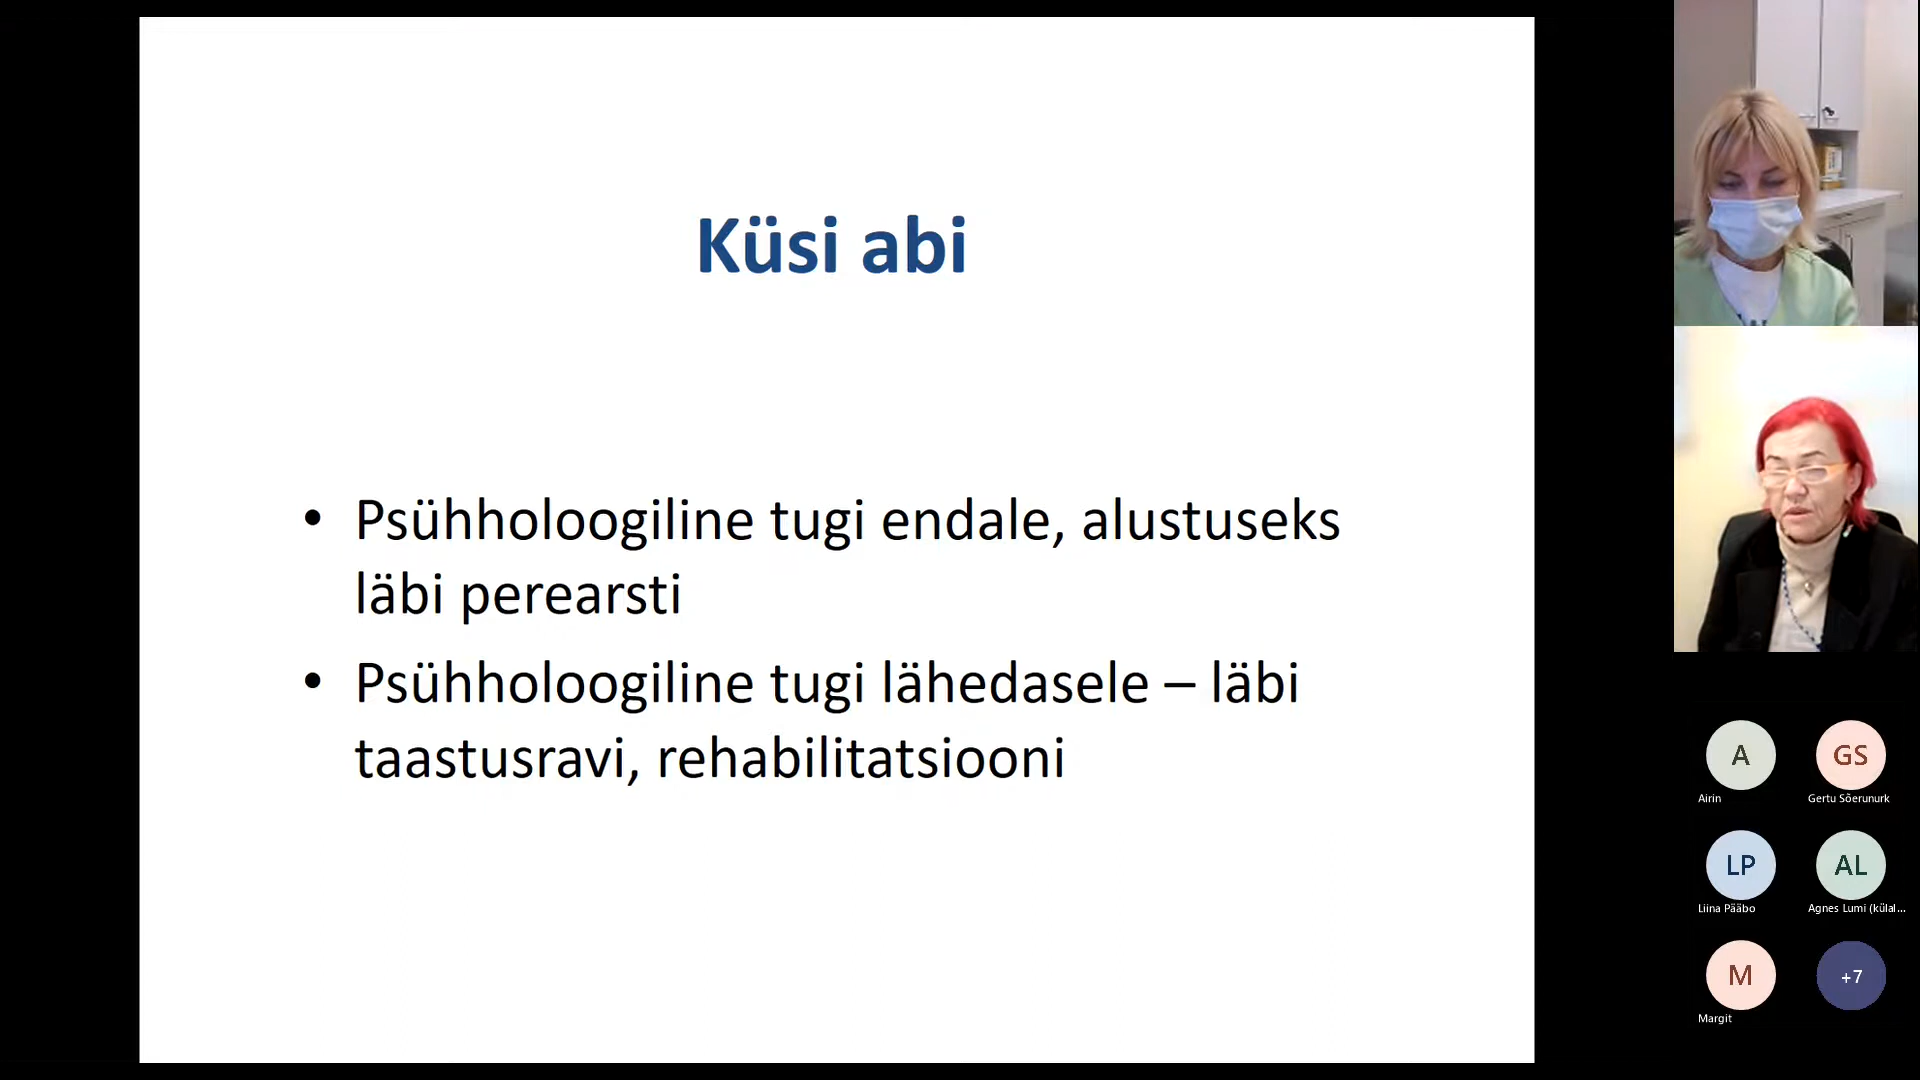 Küsi abi
• Psühholoogiline tugi endale, alustuseks
läbi perearsti
• Psühholoogiline tugi lähedasele – läbi
taastusravi, rehabilitatsiooni
A
Airin
GS
Gertu Sõerunurk
LP
Liina Pääbo
AL
Agnes Lumi (külal...
M
Margit
+7